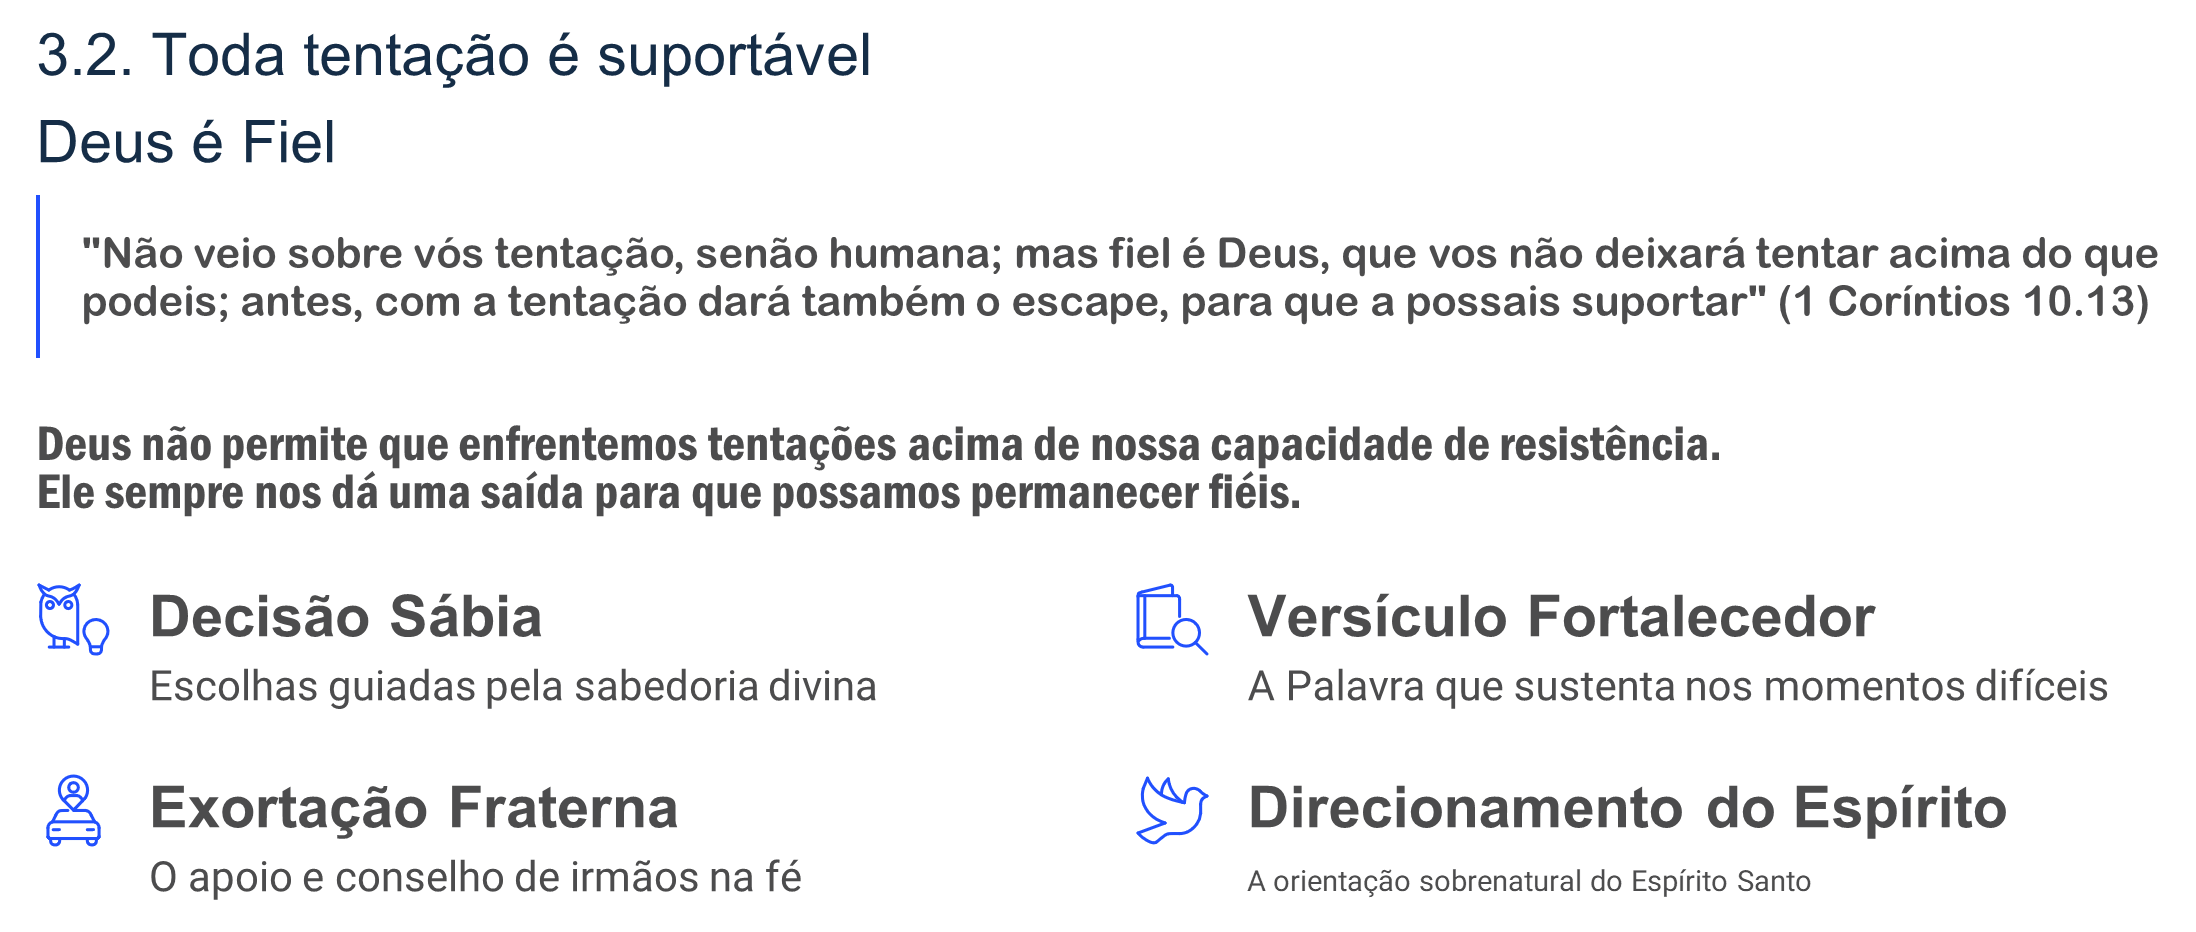 3.2. Toda tentação é suportável
Deus é Fiel
"Não veio sobre vós tentação, senão humana; mas fiel é Deus, que vos não deixará tentar acima do que
podeis; antes, com a tentação dará também o escape, para que a possais suportar" (1 Coríntios 10.13)
Deus não permite que enfrentemos tentações acima de nossa capacidade de resistência.
Ele sempre nos dá uma saída para que possamos permanecer fiéis.
Decisão Sábia
Escolhas guiadas pela sabedoria divina
Versículo Fortalecedor
A Palavra que sustenta nos momentos difíceis
Exortação Fraterna
O apoio e conselho de irmãos na fé
Direcionamento do Espírito
A orientação sobrenatural do Espírito Santo